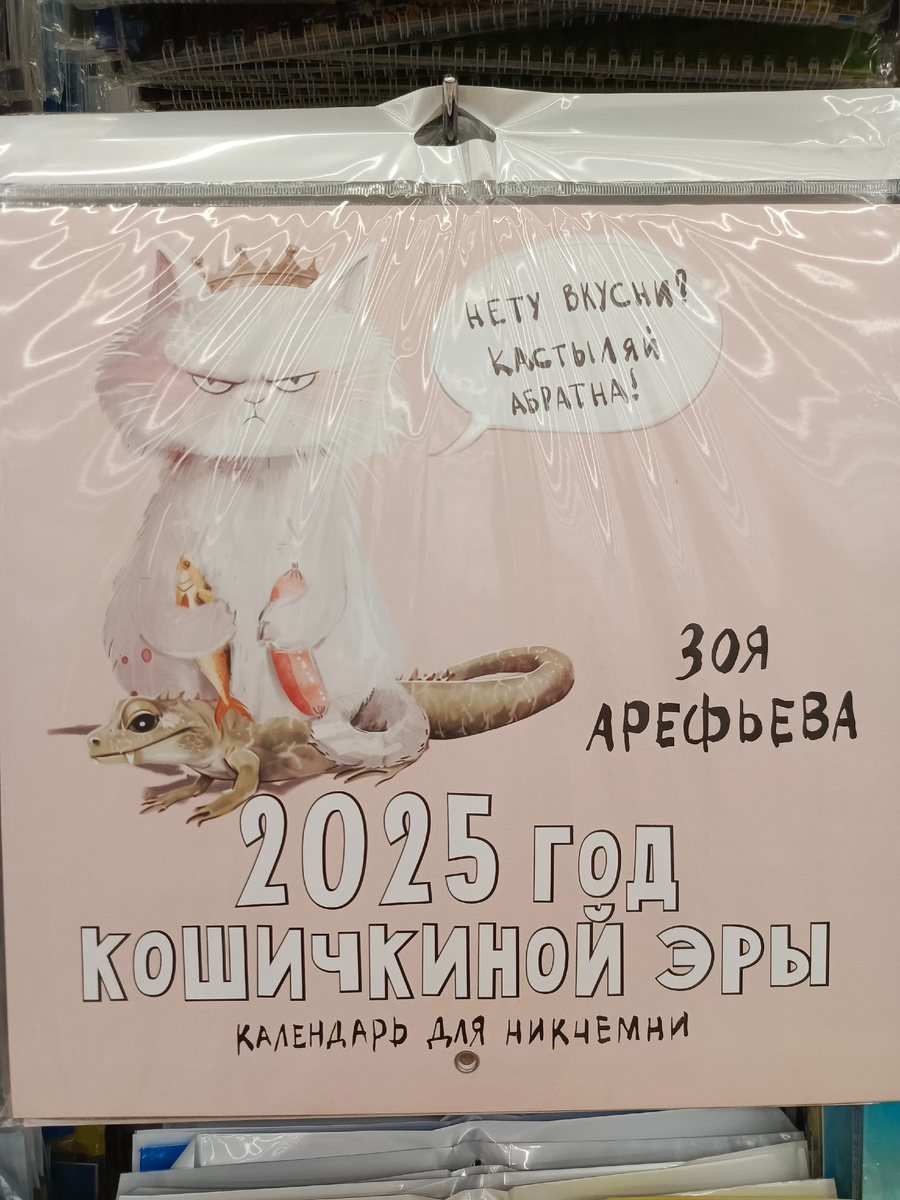 НЕТУ ВКУСНИ?
КАСТЫЛЯЙ
АБРАТНА!
ЗОЯ
АРЕФЬЕВА
2025 ГОД
КОШИЧКИНОЙ ЭРЫ
КАЛЕНДАРЬ ДЛЯ НИКЧЕМНИ